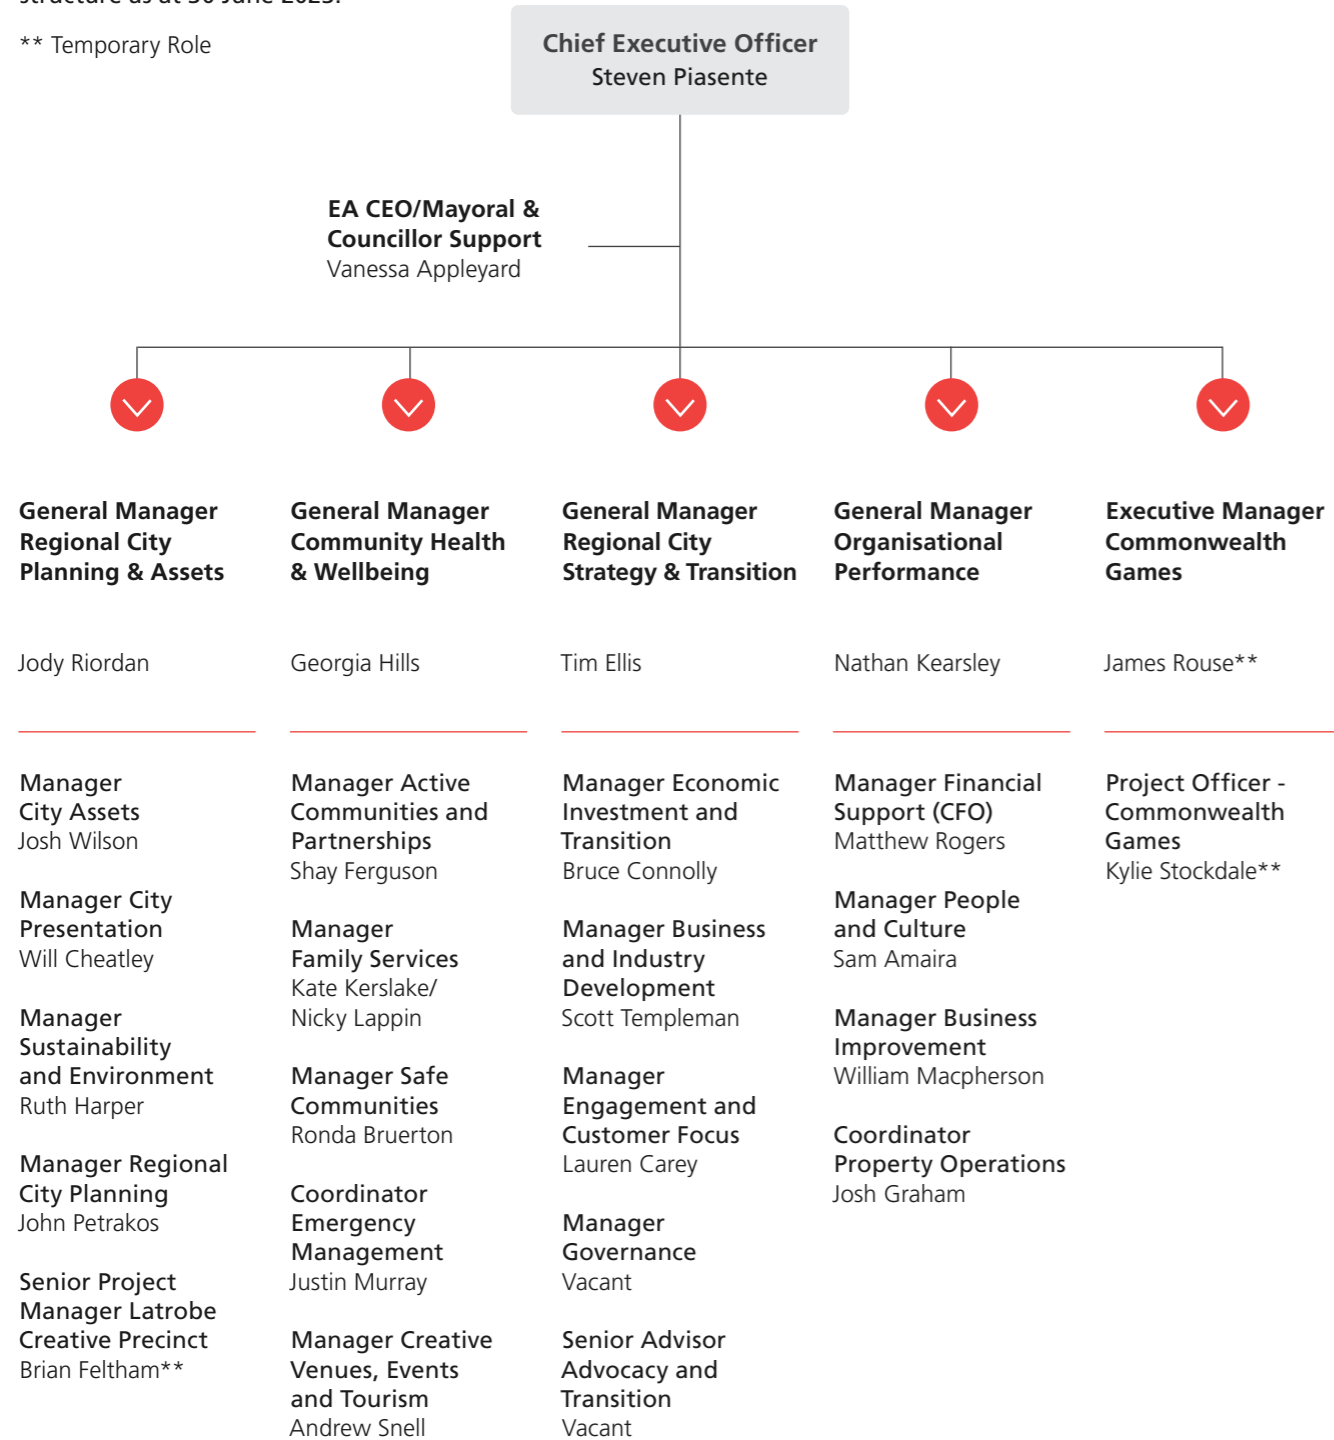 structure as at 30 June 2023.
** Temporary Role
Chief Executive Officer
Steven Piasente
EA CEO/Mayoral &
Councillor Support
Vanessa Appleyard
General Manager
Regional City
Planning & Assets
Jody Riordan
Manager
City Assets
Josh Wilson
Manager City
Presentation
Will Cheatley
Manager
Sustainability
and Environment
Ruth Harper
Manager Regional
City Planning
John Petrakos
Senior Project
Manager Latrobe
Creative Precinct
Brian Feltham**
General Manager
Community Health
& Wellbeing
Georgia Hills
Manager Active
Communities and
Partnerships
Shay Ferguson
Manager
Family Services
Kate Kerslake/
Nicky Lappin
Manager Safe
Communities
Ronda Bruerton
Coordinator
Emergency
Management
Justin Murray
Manager Creative
Venues, Events
and Tourism
Andrew Snell
General Manager
Regional City
Strategy & Transition
Tim Ellis
Manager Economic
Investment and
Transition
Bruce Connolly
Manager Business
and Industry
Development
Scott Templeman
Manager
Engagement and
Customer Focus
Lauren Carey
Manager
Governance
Vacant
Senior Advisor
Advocacy and
Transition
Vacant
General Manager
Organisational
Performance
Nathan Kearsley
Manager Financial
Support (CFO)
Matthew Rogers
Manager People
and Culture
Sam Amaira
Manager Business
Improvement
William Macpherson
Coordinator
Property Operations
Josh Graham
Executive Manager
Commonwealth
Games
James Rouse**
Project Officer -
Commonwealth
Games
Kylie Stockdale**